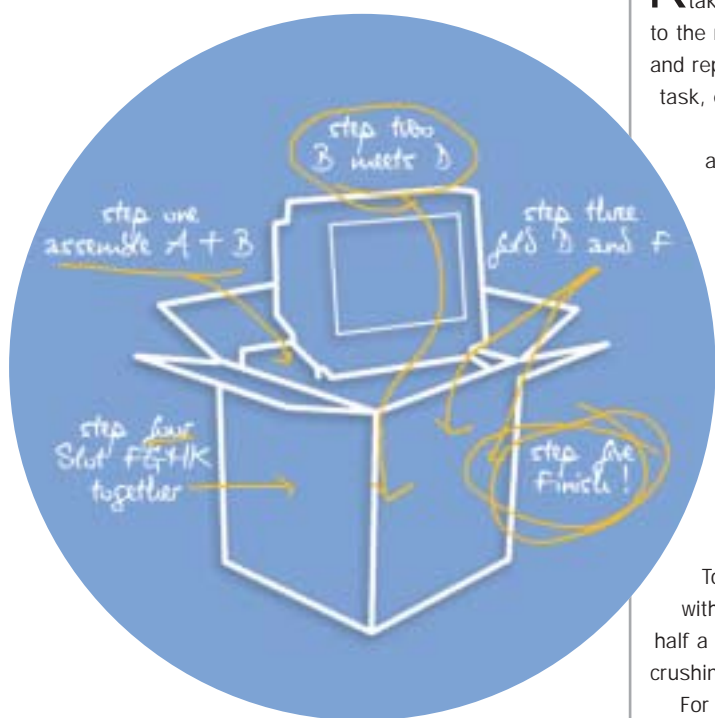 step two
B meets D
step one
assemble A + B
step three
fold D and F
step four
Slot FGHK
together
step five
Finish !
tak
to the
and rep
task,
a
To
with
half a
crushin
For